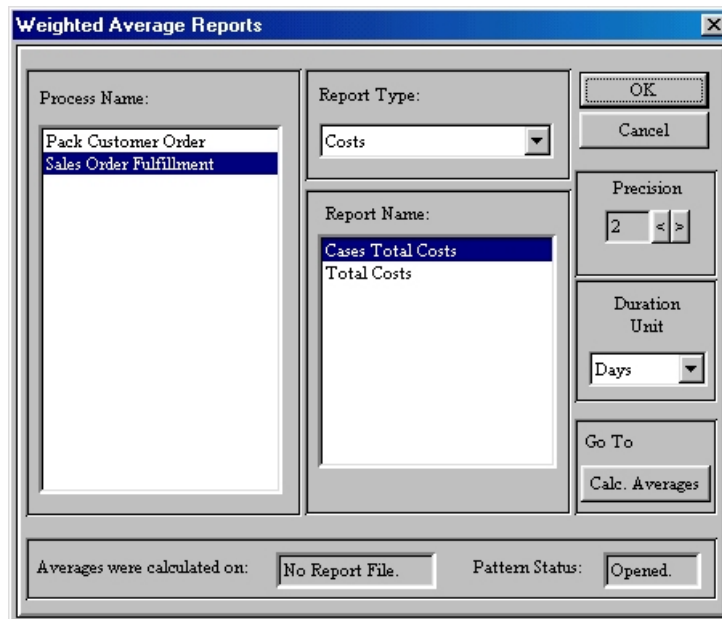 Weighted Average Reports
Process Name:
Pack Customer Order
Sales Order Fulfillment
Report Type:
Costs
Report Name:
Cases Total Costs
Total Costs
OK
Cancel
Precision
2 < >
Duration
Unit
Days
Go To
Calc. Averages
Averages were calculated on: No Report File. Pattern Status: Opened.